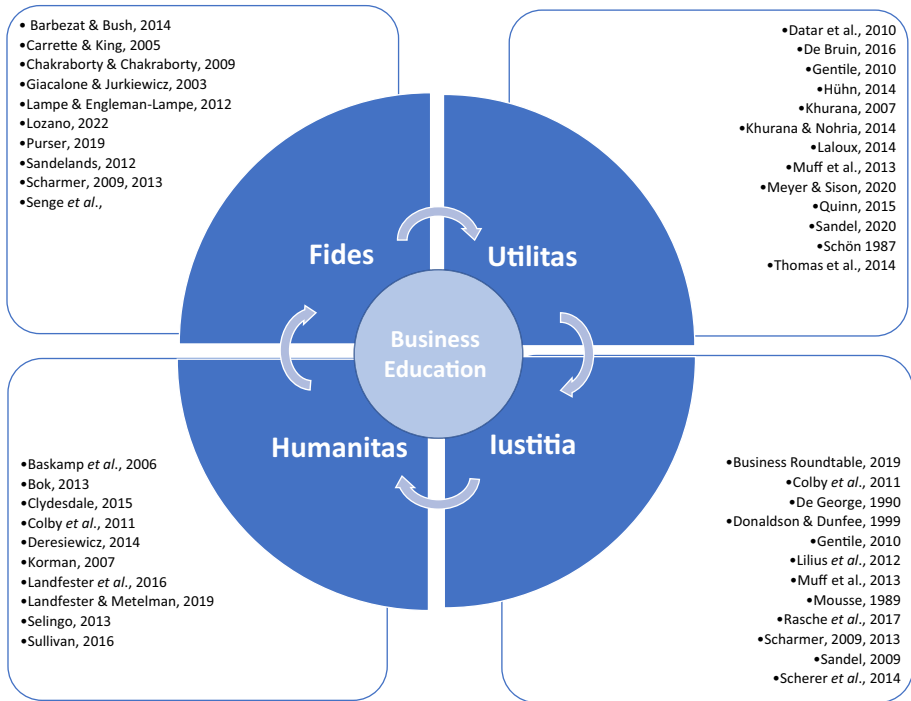 • Barbezat & Bush, 2014
•Carrette & King, 2005
•Chakraborty & Chakraborty, 2009
•Giacalone & Jurkiewicz, 2003
•Lampe & Engleman-Lampe, 2012
•Lozano, 2022
•Purser, 2019
•Sandelands, 2012
•Scharmer, 2009, 2013
•Senge et al.,
•Datar et al., 2010
•De Bruin, 2016
•Gentile, 2010
•Hühn, 2014
•Khurana, 2007
•Khurana & Nohria, 2014
•Laloux, 2014
•Muff et al., 2013
•Meyer & Sison, 2020
•Quinn, 2015
•Sandel, 2020
•Schön 1987
•Thomas et al., 2014
Fides
Utilitas
Business
Education
Humanitas
Iustitia
•Baskamp et al., 2006
•Bok, 2013
•Clydesdale, 2015
•Colby et al., 2011
•Deresiewicz, 2014
•Korman, 2007
•Landfester et al., 2016
•Landfester & Metelman, 2019
•Selingo, 2013
•Sullivan, 2016
•Business Roundtable, 2019
•Colby et al., 2011
•De George, 1990
•Donaldson & Dunfee, 1999
•Gentile, 2010
•Lilius et al., 2012
•Muff et al., 2013
•Mousse, 1989
•Rasche et al., 2017
•Scharmer, 2009, 2013
•Sandel, 2009
•Scherer et al., 2014